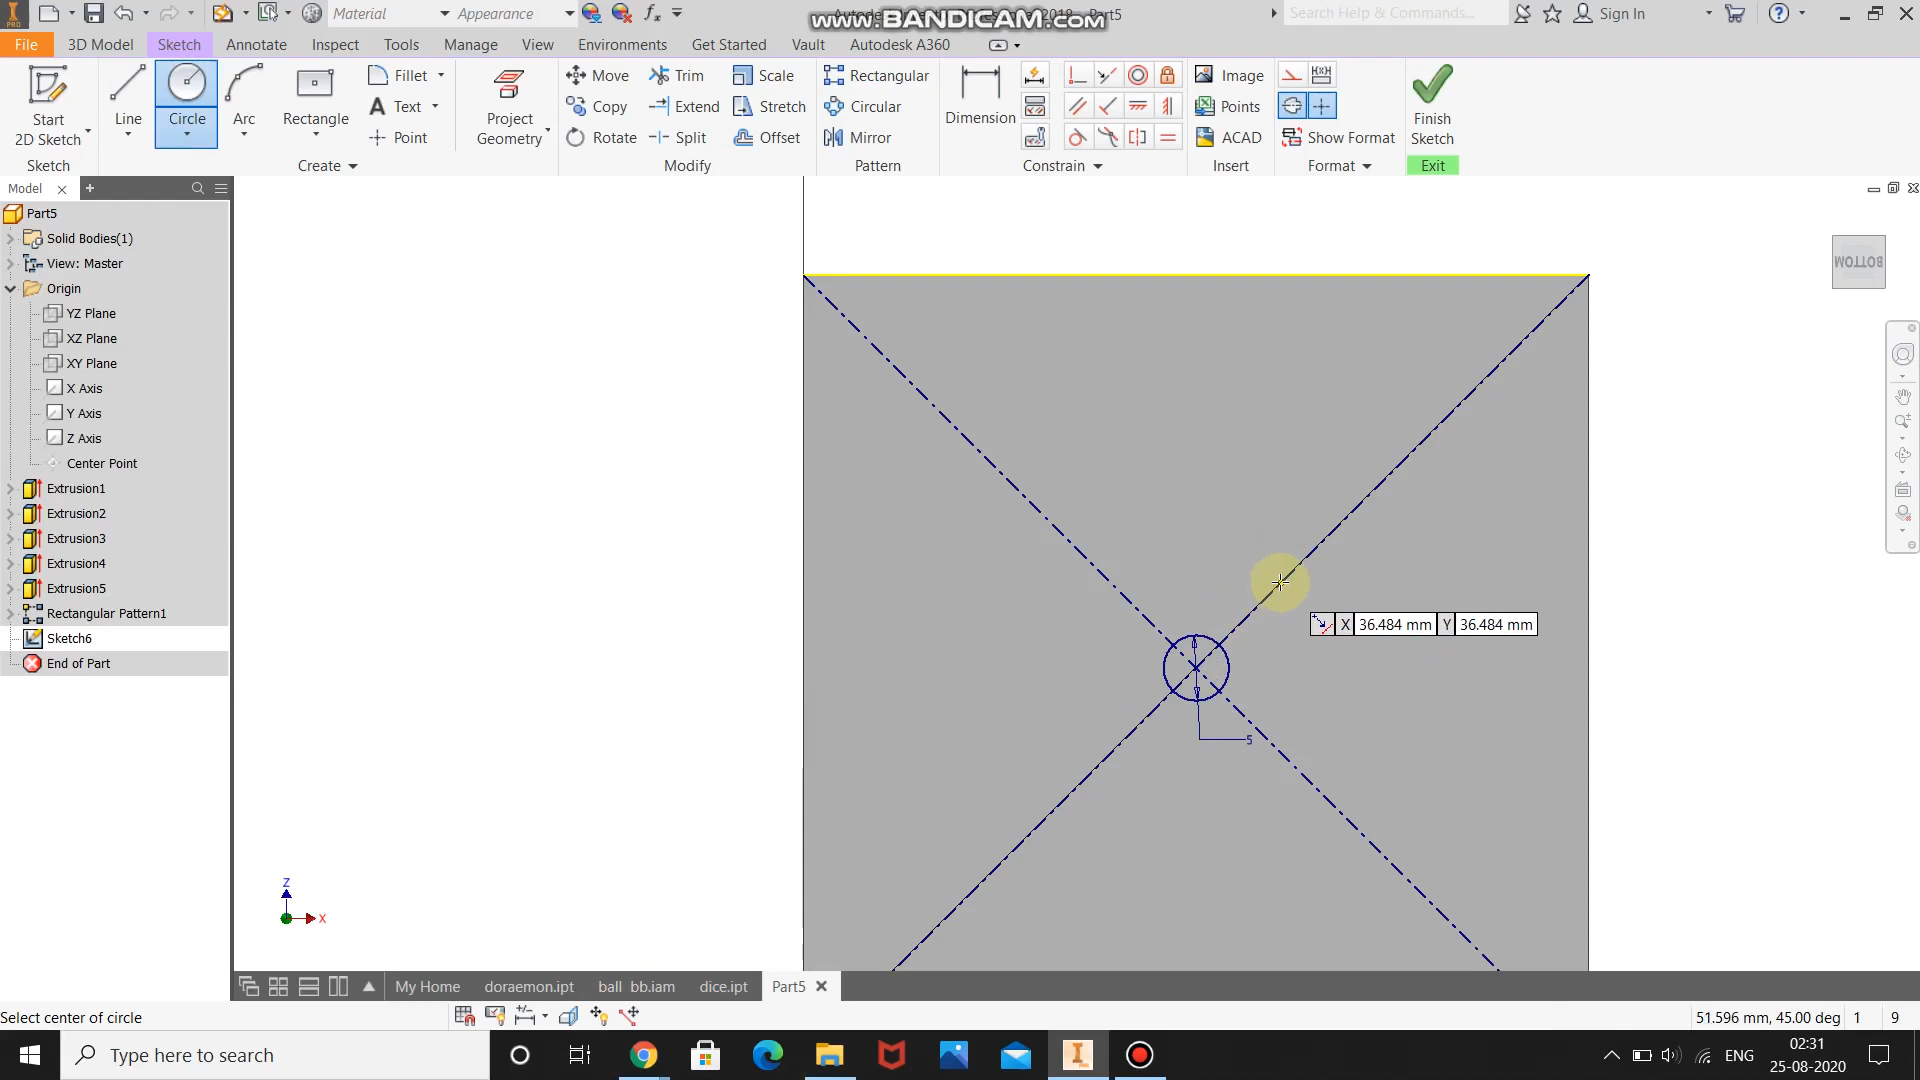 Material
Appearance
www.BANDICAM.com
Part5
Search Help & Commands...
Sign In
PRO
File
3D Model
Sketch
Annotate
Inspect
Tools
Manage
View
Environments
Get Started
Vault
Autodesk A360
Start
2D Sketch
Line
Circle
Arc
Rectangle
Fillet
Text
Point
Project
Geometry
Move
Copy
Rotate
Trim
Extend
Split
Scale
Stretch
Offset
Rectangular
Circular
Mirror
Dimension
Image
Points
ACAD
Show Format
Finish
Sketch
Sketch
Create
Modify
Pattern
Constrain
Insert
Format
Exit
Model
Part5
Solid Bodies(1)
View: Master
Origin
YZ Plane
XZ Plane
XY Plane
X Axis
Y Axis
Z Axis
Center Point
Extrusion1
Extrusion2
Extrusion3
Extrusion4
Extrusion5
Rectangular Pattern1
Sketch6
End of Part
BOTTOM
X 36.484 mm Y 36.484 mm
5
Z
X
My Home
doraemon.ipt
ball bb.iam
dice.ipt
Part5
Select center of circle
51.596 mm, 45.00 deg 1 9
Type here to search
ENG
02:31
25-08-2020